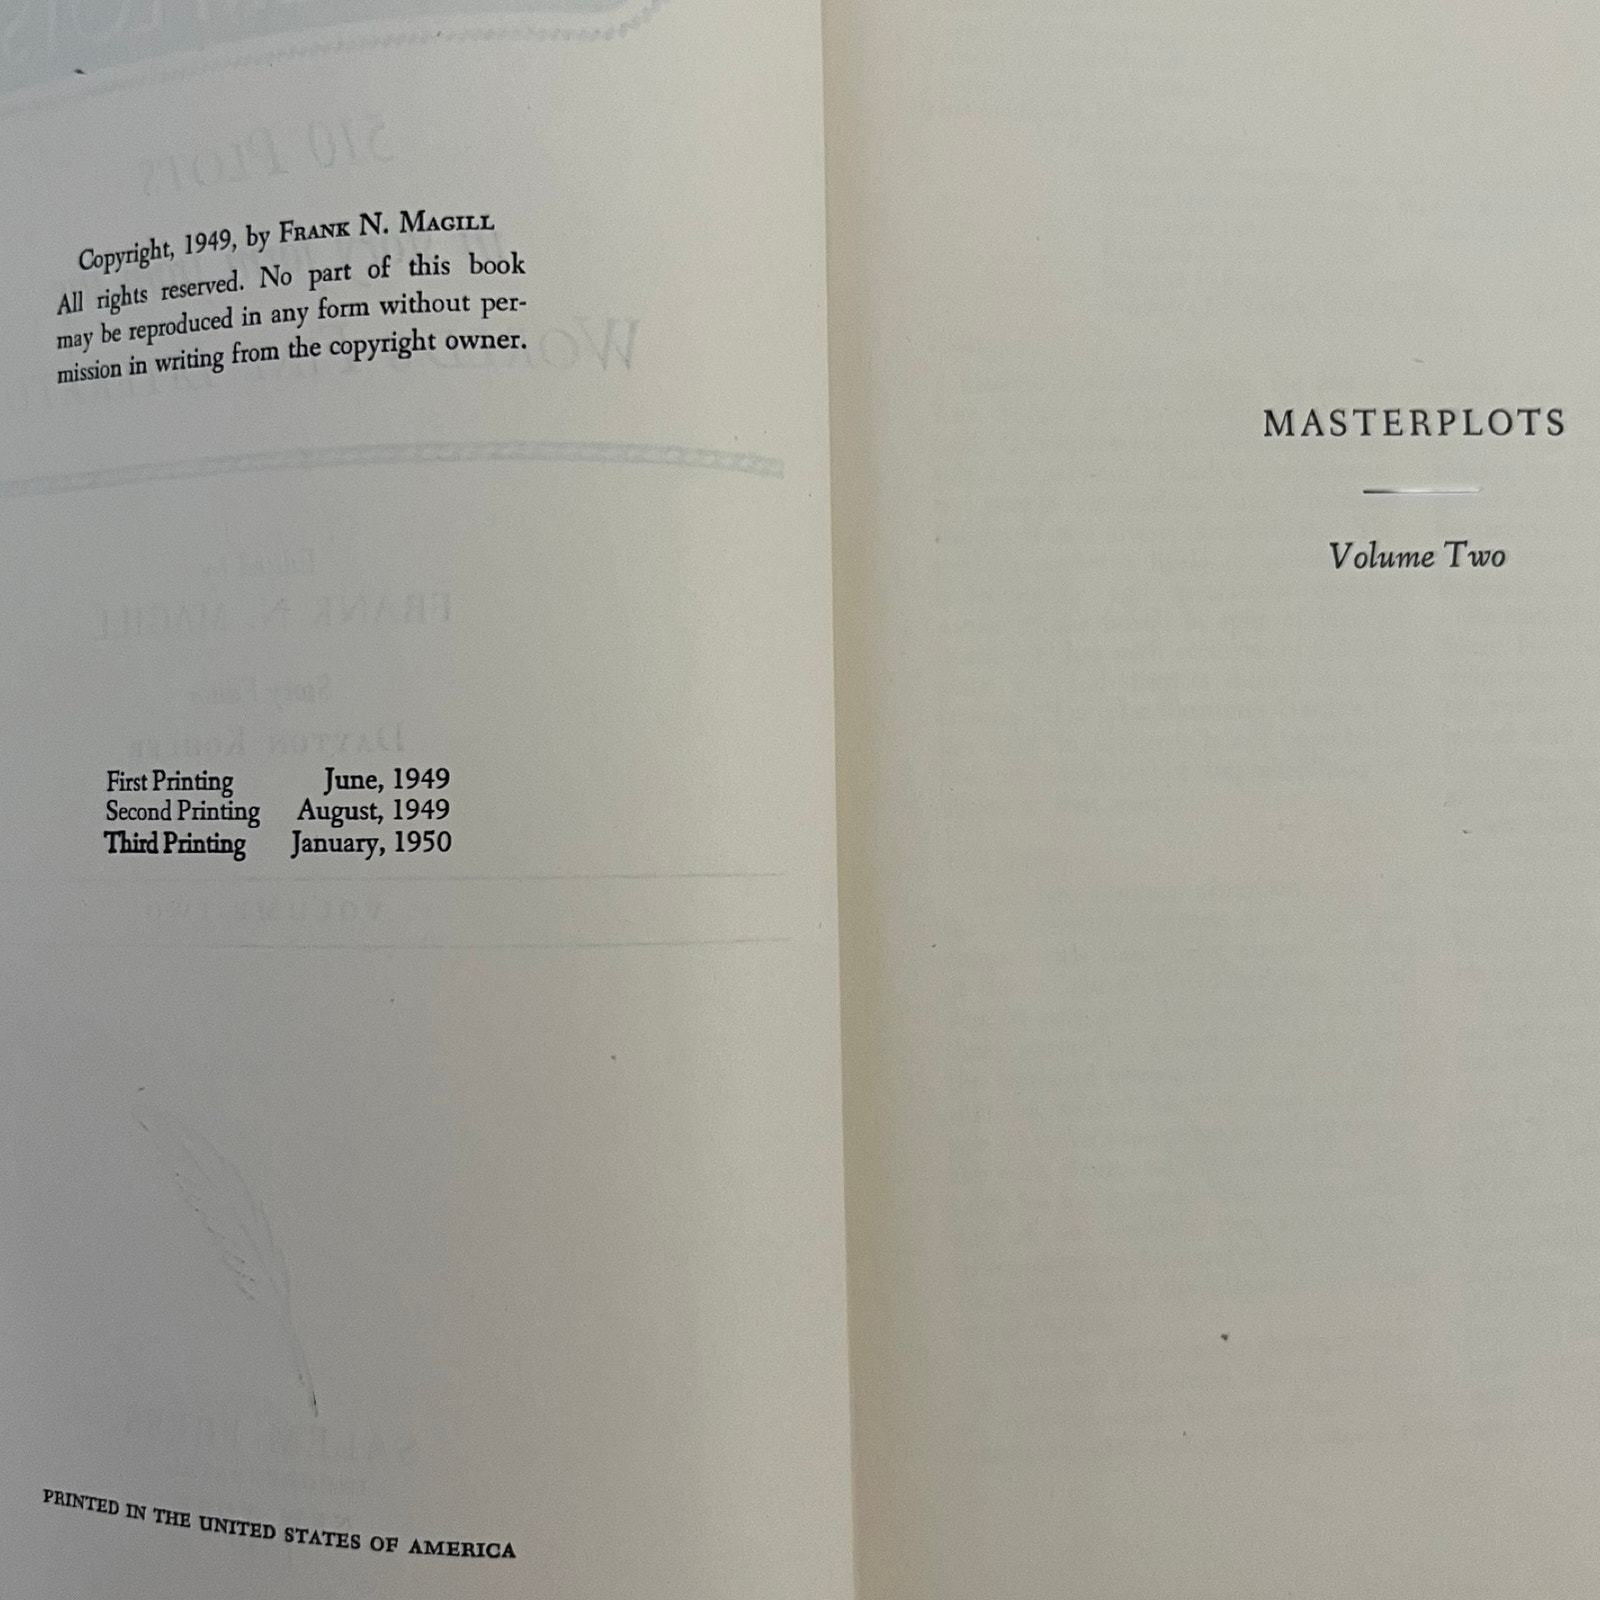 Copyright, 1949, by FRANK N. MAGILL
All rights reserved. No part of this book
may be reproduced in any form without per-
mission in writing from the copyright owner.
First Printing June, 1949
Second Printing August, 1949
Third Printing January, 1950
PRINTED IN THE UNITED STATES OF AMERICA
MASTERPLOTS
Volume Two